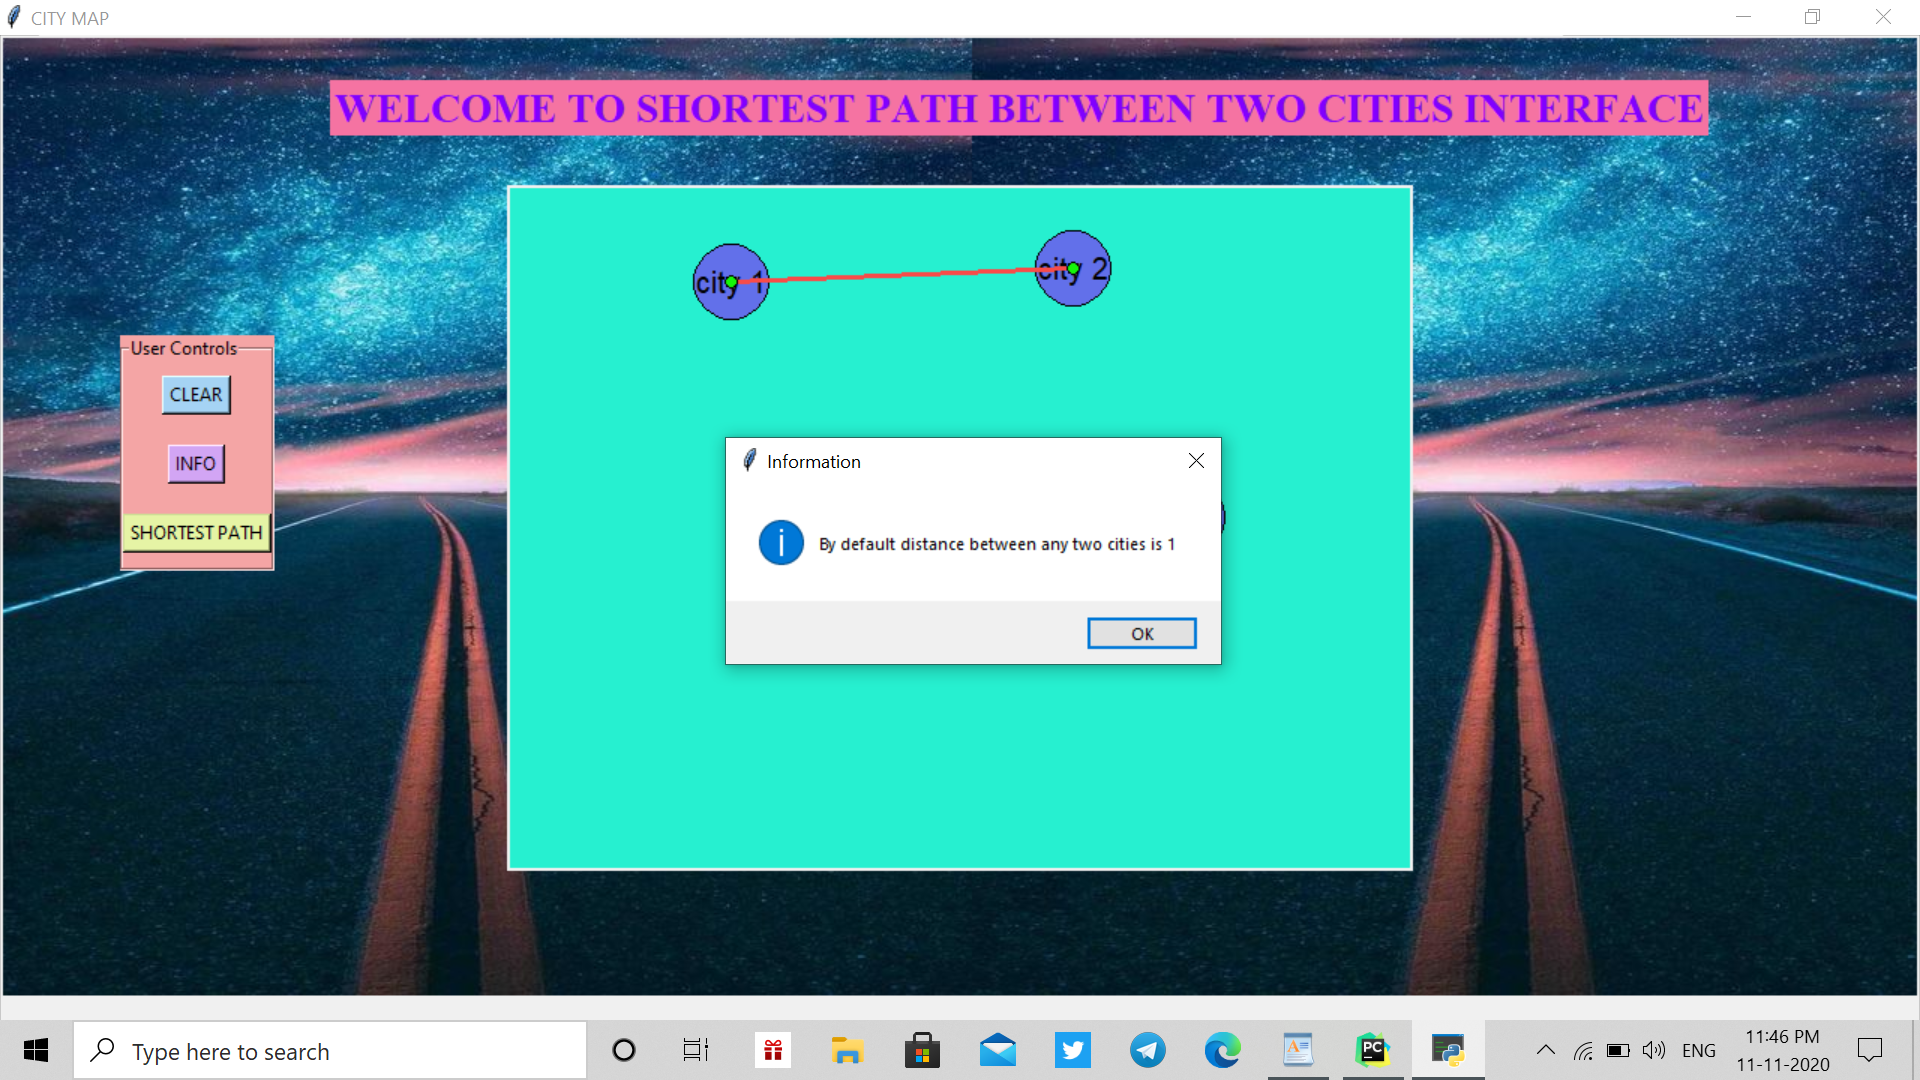 CITY MAP
WELCOME TO SHORTEST PATH BETWEEN TWO CITIES INTERFACE
city 1
city 2
User Controls
CLEAR
INFO
SHORTEST PATH
Information
By default distance between any two cities is 1
OK
Type here to search
PC
ENG
11:46 PM
11-11-2020